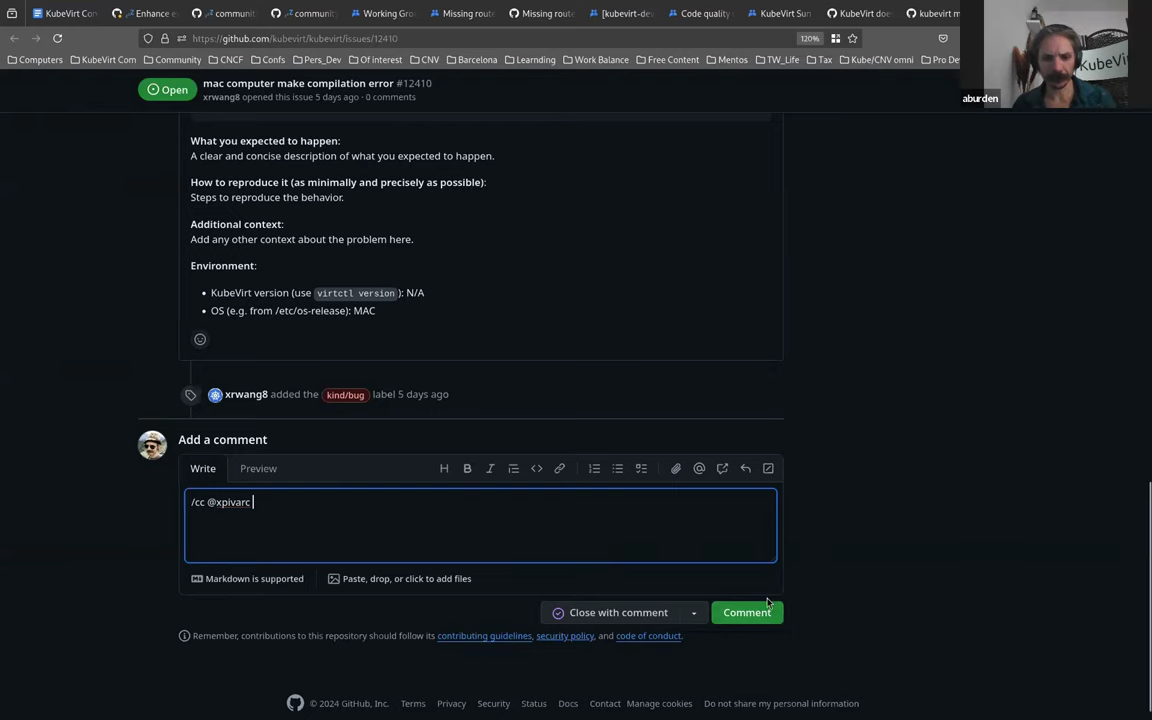 KubeVirt Con
Enhance e
communit
communit
Working Gro
Missing route
Missing route
[kubevirt-dev
Code quality
KubeVirt Sun
KubeVirt doe
kubevirt m
https://github.com/kubevirt/kubevirt/issues/12410
120%
Computers
KubeVirt Com
Community
CNCF
Confs
Pers_Dev
Of interest
CNV
Barcelona
Learnding
Work Balance
Free Content
Mentos
TW_Life
Tax
Kube/CNV omni
Pro De
KubeVirt
aburden
Open
mac computer make compilation error #12410
xrwang8 opened this issue 5 days ago · 0 comments
What you expected to happen:
A clear and concise description of what you expected to happen.
How to reproduce it (as minimally and precisely as possible):
Steps to reproduce the behavior.
Additional context:
Add any other context about the problem here.
Environment:
• KubeVirt version (use virtctl version): N/A
• OS (e.g. from /etc/os-release): MAC
xrwang8 added the kind/bug label 5 days ago
Add a comment
Write
Preview
/cc @xpivarc
Markdown is supported
Paste, drop, or click to add files
Close with comment
Comment
Remember, contributions to this repository should follow its contributing guidelines, security policy, and code of conduct.
© 2024 GitHub, Inc. Terms Privacy Security Status Docs Contact Manage cookies Do not share my personal information